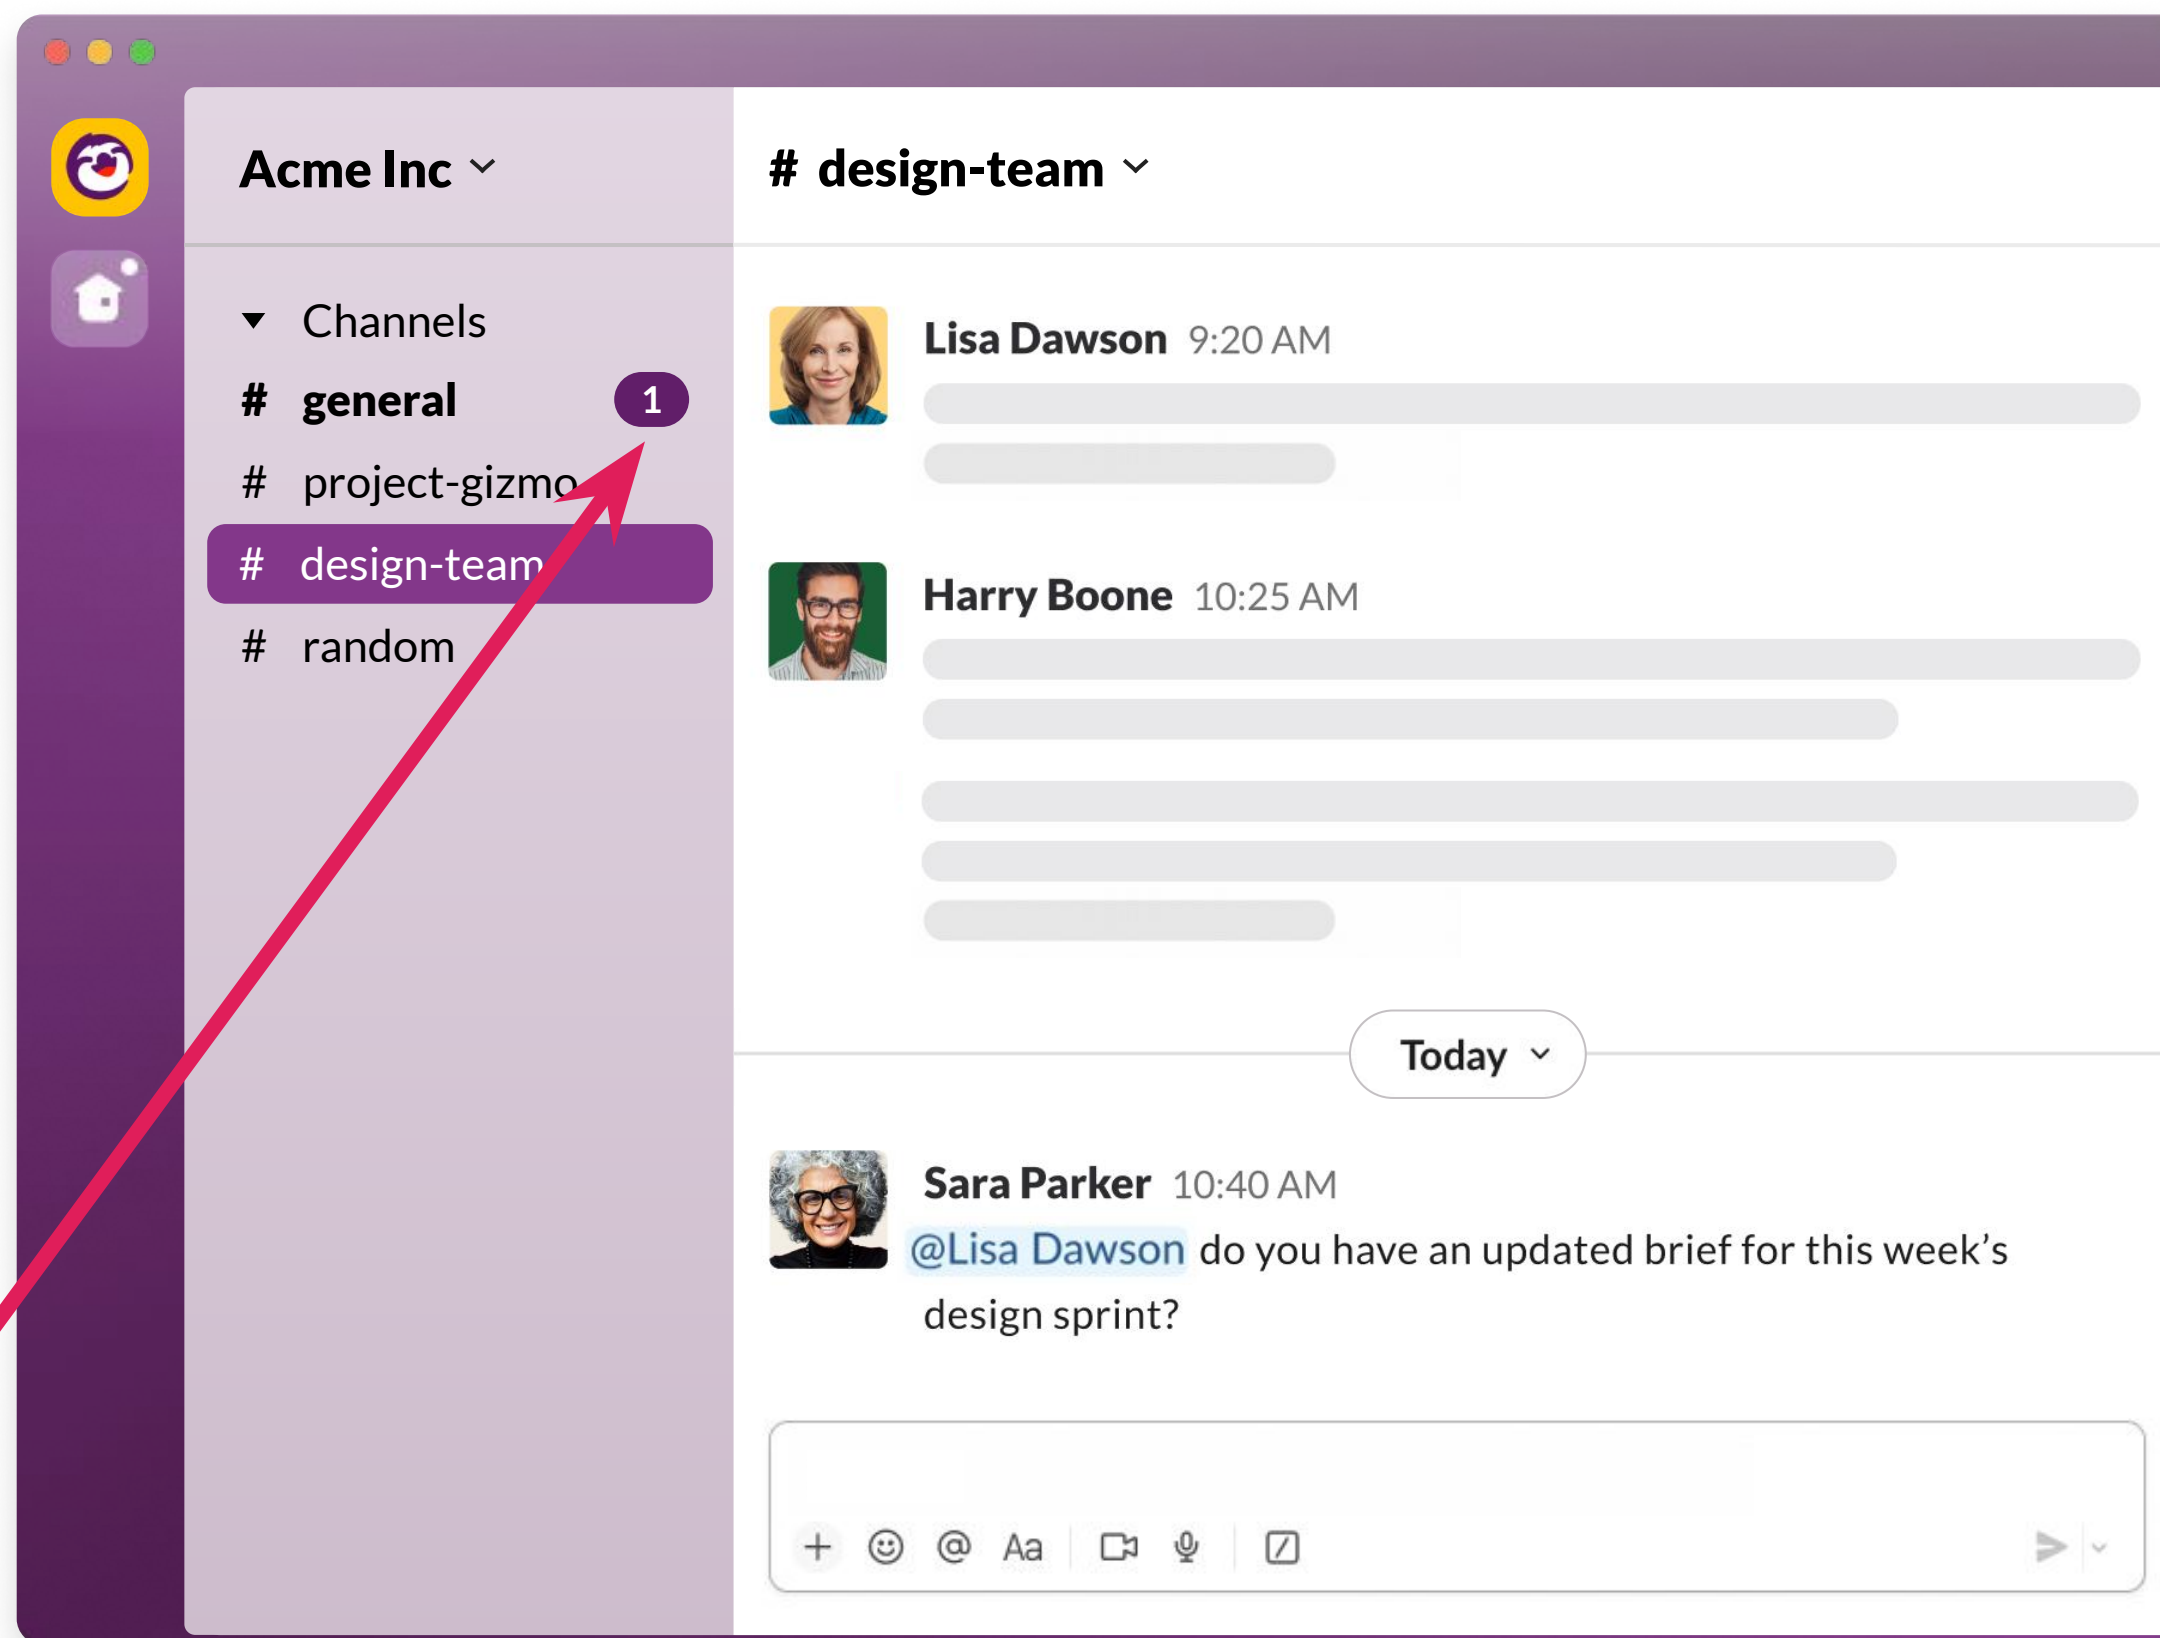 Acme Inc
Channels
# general 1
# project-gizmo
# design-team
# random
# design-team
Lisa Dawson 9:20 AM
Harry Boone 10:25 AM
Today
Sara Parker 10:40 AM
@Lisa Dawson do you have an updated brief for this week’s
design sprint?
+ @ Aa